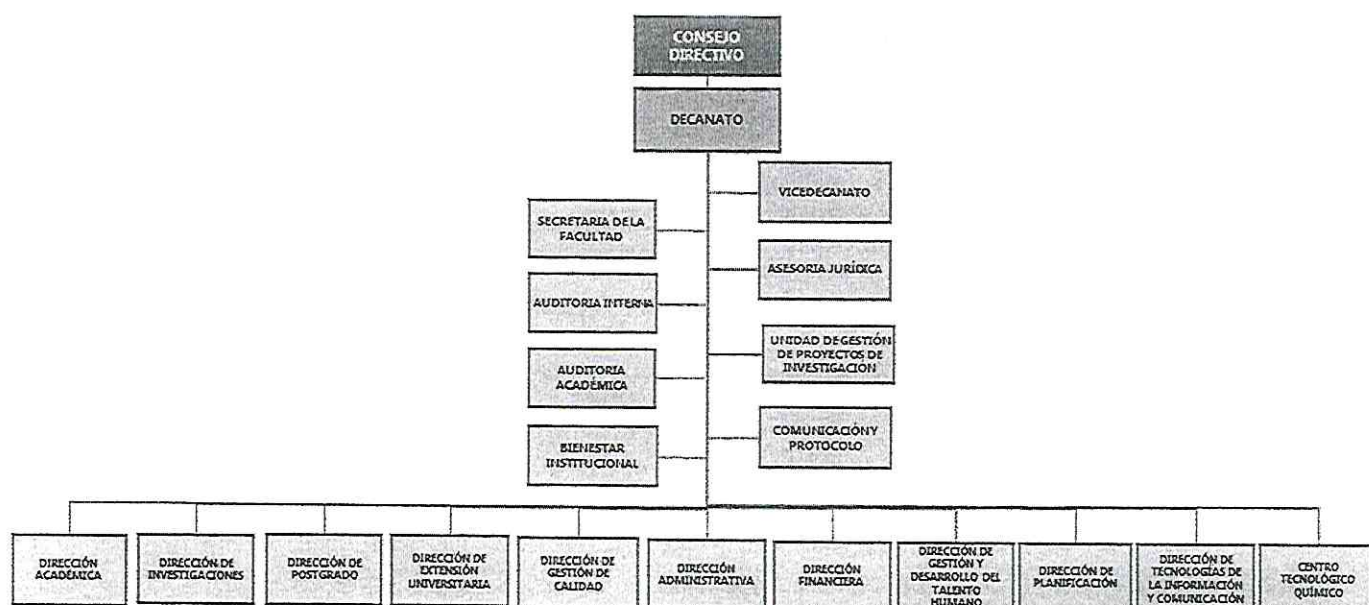 CONSEJO
DIRECTIVO
DECANATO
VICEDECANATO
SECRETARIA DE LA
FACULTAD
ASESORIA JURÍDICA
AUDITORIA INTERNA
UNIDAD DE GESTIÓN
DE PROYECTOS DE
INVESTIGACIÓN
AUDITORIA
ACADÉMICA
COMUNICACIÓN Y
PROTOCOLO
BIENESTAR
INSTITUCIONAL
DIRECCIÓN
ACADÉMICA
DIRECCIÓN DE
INVESTIGACIONES
DIRECCIÓN DE
POSTGRADO
DIRECCIÓN DE
EXTENSIÓN
UNIVERSITARIA
DIRECCIÓN DE
GESTIÓN DE
CALIDAD
DIRECCIÓN
ADMINISTRATIVA
DIRECCIÓN
FINANCIERA
DIRECCIÓN DE
GESTIÓN Y
DESARROLLO DEL
TALENTO
HUMANO
DIRECCIÓN DE
PLANIFICACIÓN
DIRECCIÓN DE
TECNOLOGÍAS DE
LA INFORMACIÓN
Y COMUNICACIÓN
CENTRO
TECNOLÓGICO
QUÍMICO